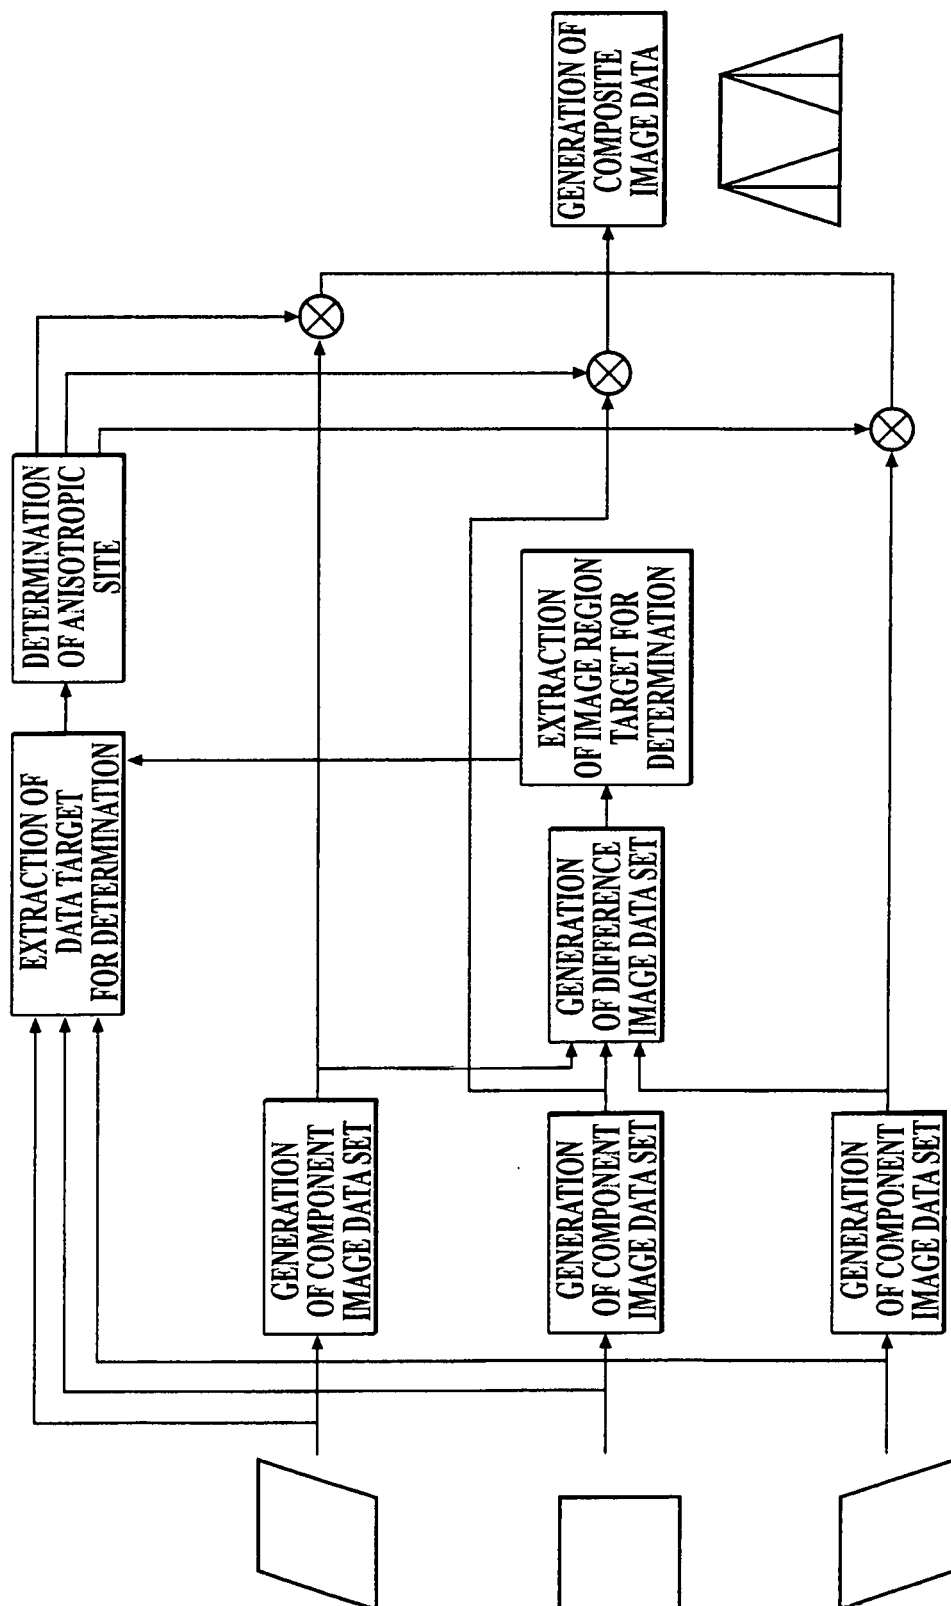 EXTRACTION OF
DATA TARGET
FOR DETERMINATION
DETERMINATION
OF ANISOTROPIC
SITE
GENERATION
OF COMPONENT
IMAGE DATA SET
GENERATION
OF COMPONENT
IMAGE DATA SET
GENERATION
OF DIFFERENCE
IMAGE DATA SET
EXTRACTION
OF IMAGE REGION
TARGET FOR
DETERMINATION
GENERATION OF
COMPOSITE
IMAGE DATA
GENERATION
OF COMPONENT
IMAGE DATA SET